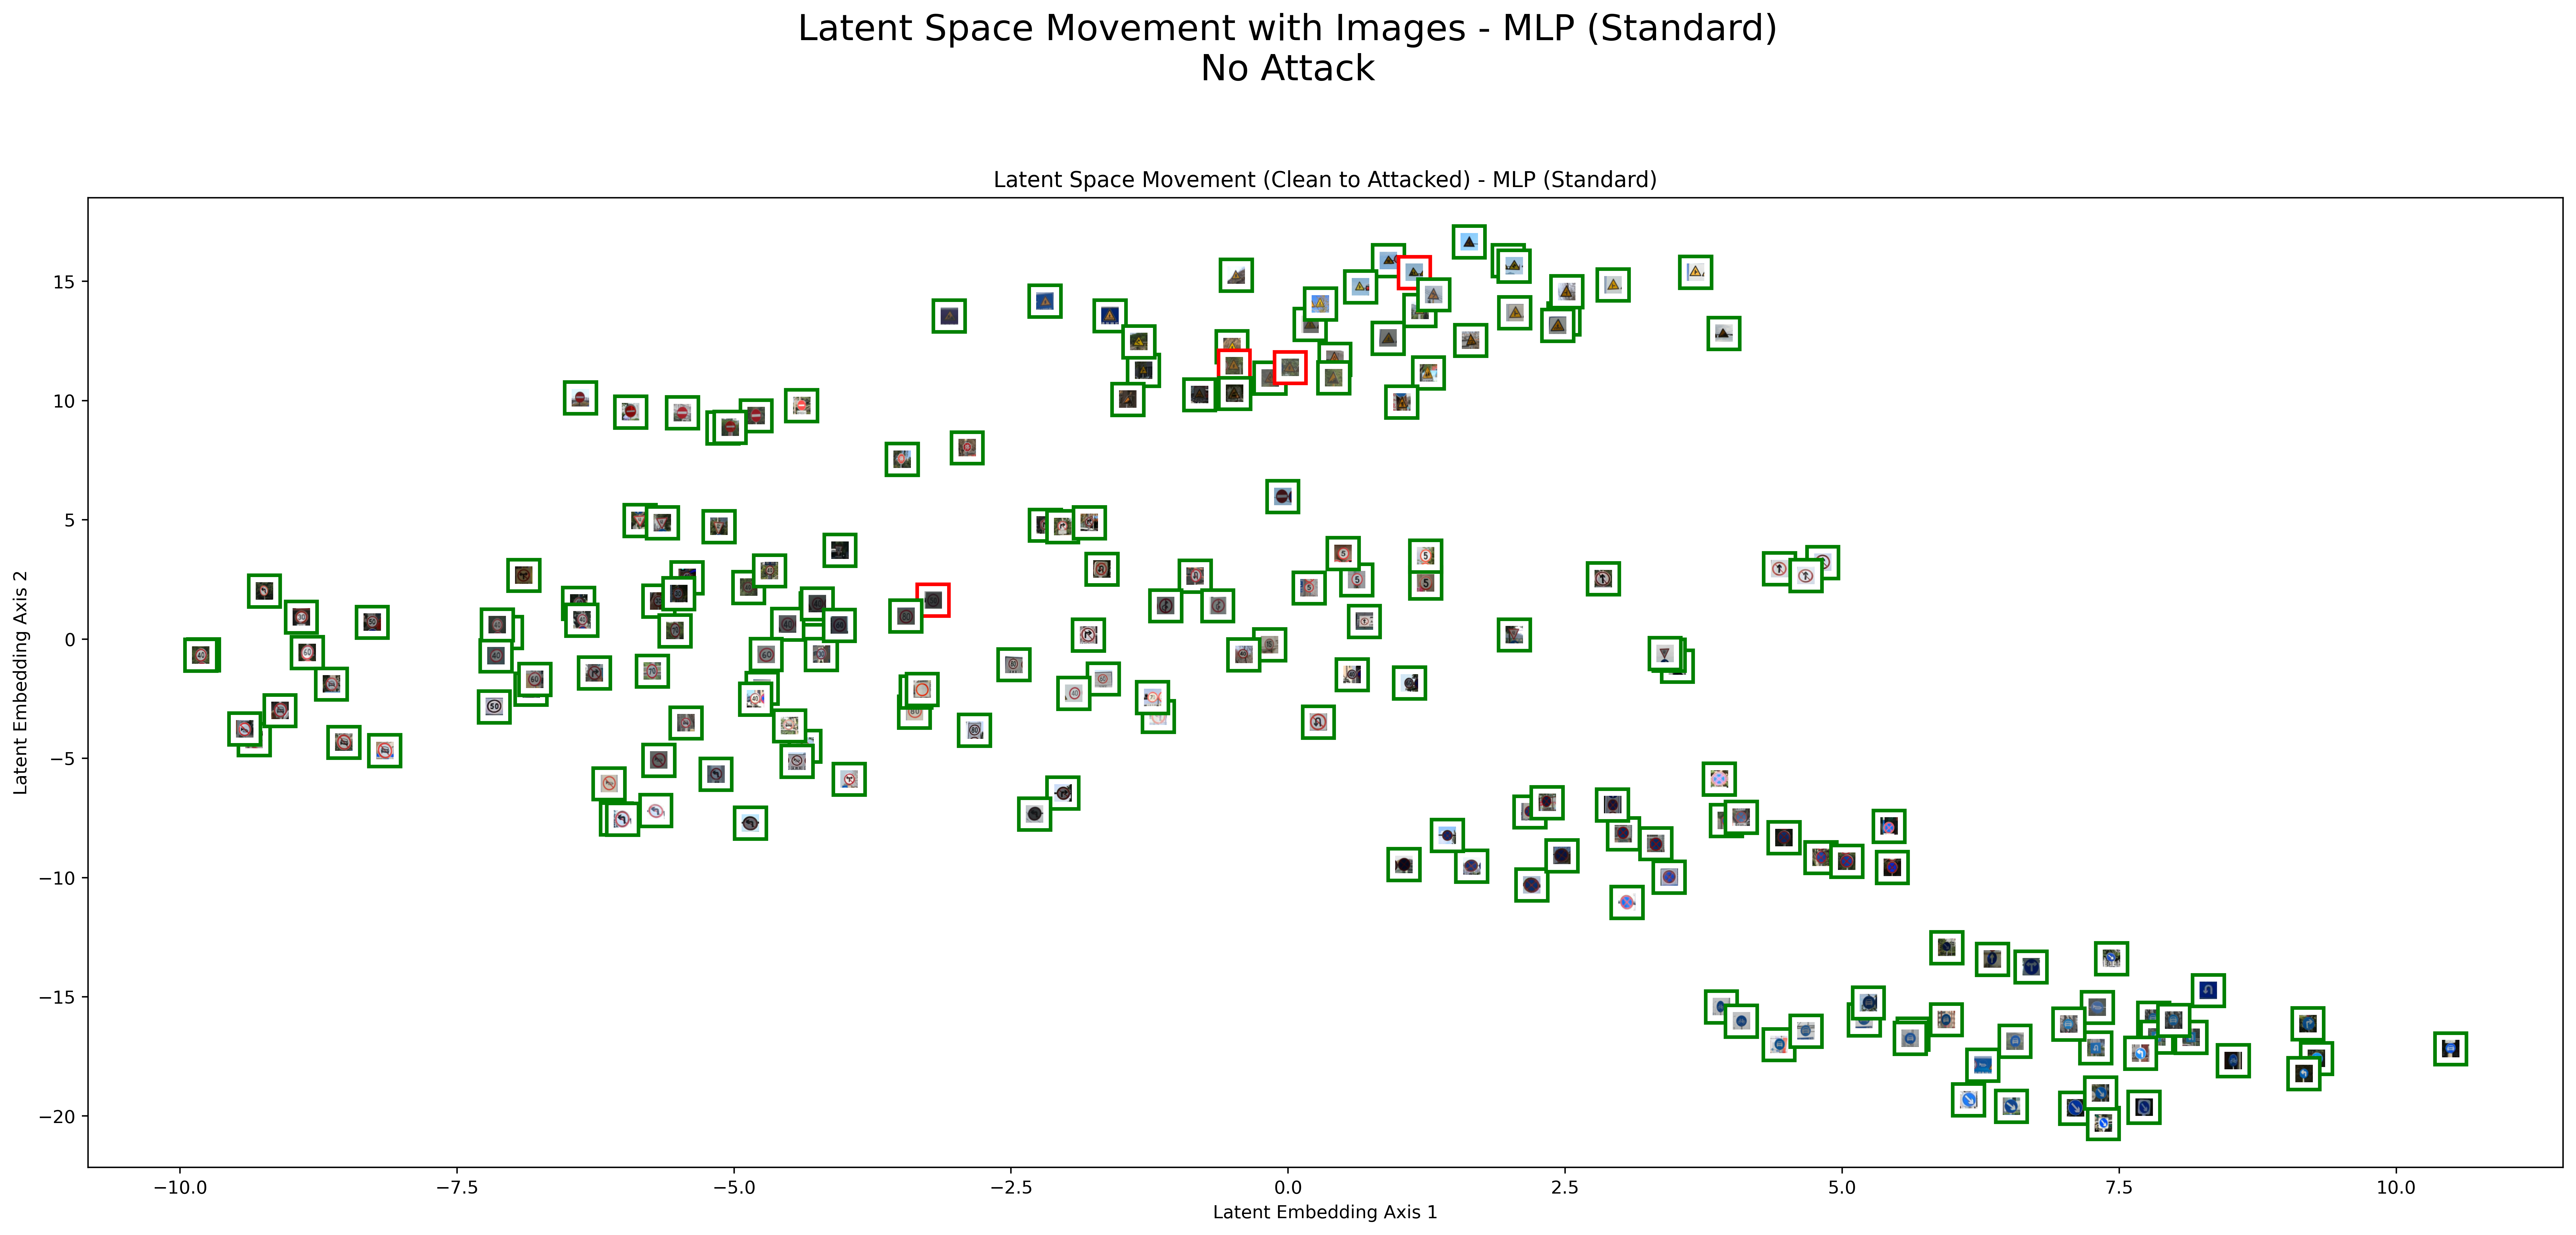 Latent Space Movement with Images - MLP (Standard)
No Attack
Latent Space Movement (Clean to Attacked) - MLP (Standard)
15
10
5
0
−5
−10
−15
−20
Latent Embedding Axis 2
−10.0 −7.5 −5.0 −2.5 0.0 2.5 5.0 7.5 10.0
Latent Embedding Axis 1